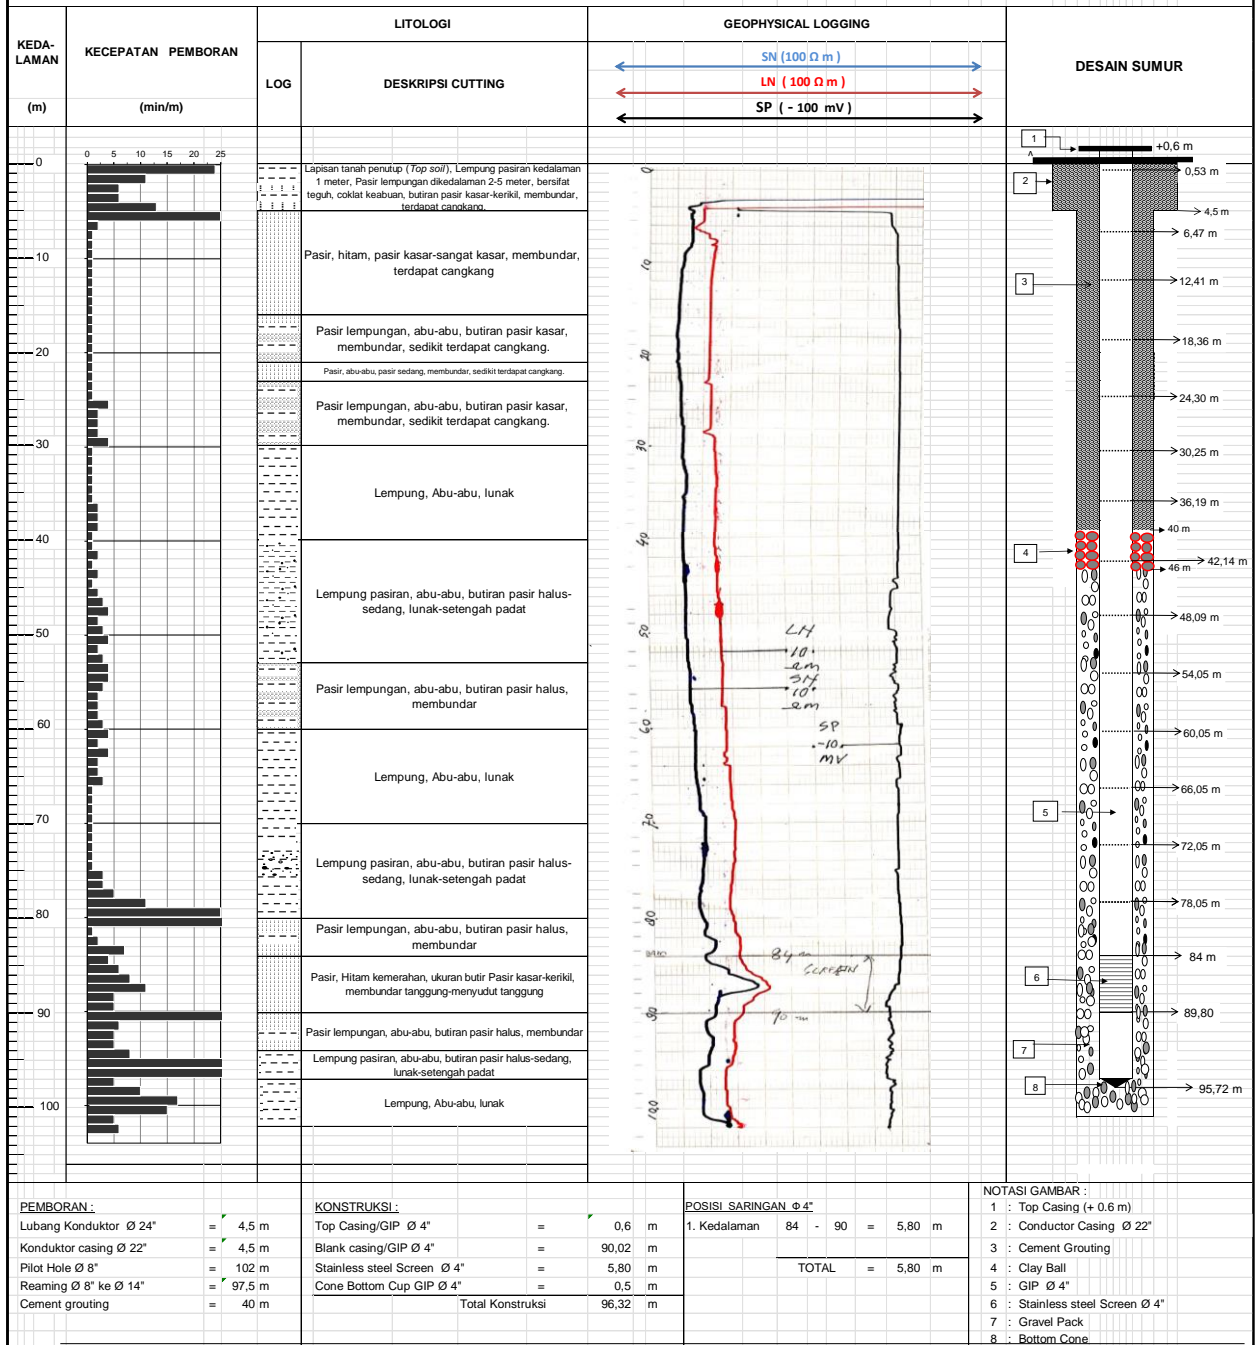 KEDA-
LAMAN
(m)
KECEPATAN PEMBORAN
(min/m)
LITOLOGI
LOG
DESKRIPSI CUTTING
GEOPHYSICAL LOGGING
SN (100 Ω m )
LN ( 100 Ω m )
SP ( - 100 mV )
DESAIN SUMUR
0 5 10 15 20 25
0
10
20
30
40
50
60
70
80
90
100
Lapisan tanah penutup (Top soil), Lempung pasiran kedalaman
1 meter, Pasir lempungan dikedalaman 2-5 meter, bersifat
teguh, coklat keabuan, butiran pasir kasar-kerikil, membundar,
terdapat cangkang.
Pasir, hitam, pasir kasar-sangat kasar, membundar,
terdapat cangkang
Pasir lempungan, abu-abu, butiran pasir kasar,
membundar, sedikit terdapat cangkang.
Pasir, abu-abu, pasir sedang, membundar, sedikit terdapat cangkang.
Pasir lempungan, abu-abu, butiran pasir kasar,
membundar, sedikit terdapat cangkang.
Lempung, Abu-abu, lunak
Lempung pasiran, abu-abu, butiran pasir halus-
sedang, lunak-setengah padat
Pasir lempungan, abu-abu, butiran pasir halus,
membundar
Lempung, Abu-abu, lunak
Lempung pasiran, abu-abu, butiran pasir halus-
sedang, lunak-setengah padat
Pasir lempungan, abu-abu, butiran pasir halus,
membundar
Pasir, Hitam kemerahan, ukuran butir Pasir kasar-kerikil,
membundar tanggung-menyudut tanggung
Pasir lempungan, abu-abu, butiran pasir halus, membundar
Lempung pasiran, abu-abu, butiran pasir halus-sedang,
lunak-setengah padat
Lempung, Abu-abu, lunak
0
10
20
30
40
50
60
70
80
90
100
LN
10
SN
10
SP
-10
MV
84 m
SCREEN
90 m
1
+0,6 m
0,53 m
2
4,5 m
6,47 m
3
12,41 m
18,36 m
24,30 m
30,25 m
36,19 m
40 m
4
42,14 m
46 m
48,09 m
54,05 m
60,05 m
66,05 m
5
72,05 m
78,05 m
84 m
6
89,80
7
8
95,72 m
PEMBORAN :
Lubang Konduktor Ø 24" = 4,5 m
Konduktor casing Ø 22" = 4,5 m
Pilot Hole Ø 8" = 102 m
Reaming Ø 8" ke Ø 14" = 97,5 m
Cement grouting = 40 m
KONSTRUKSI :
Top Casing/GIP Ø 4" = 0,6 m
Blank casing/GIP Ø 4" = 90,02 m
Stainless steel Screen Ø 4" = 5,80 m
Cone Bottom Cup GIP Ø 4" = 0,5 m
Total Konstruksi 96,32 m
POSISI SARINGAN Φ 4"
1. Kedalaman 84 - 90 = 5,80 m
TOTAL = 5,80 m
NOTASI GAMBAR :
1 : Top Casing (+ 0.6 m)
2 : Conductor Casing Ø 22"
3 : Cement Grouting
4 : Clay Ball
5 : GIP Ø 4"
6 : Stainless steel Screen Ø 4"
7 : Gravel Pack
8 : Bottom Cone